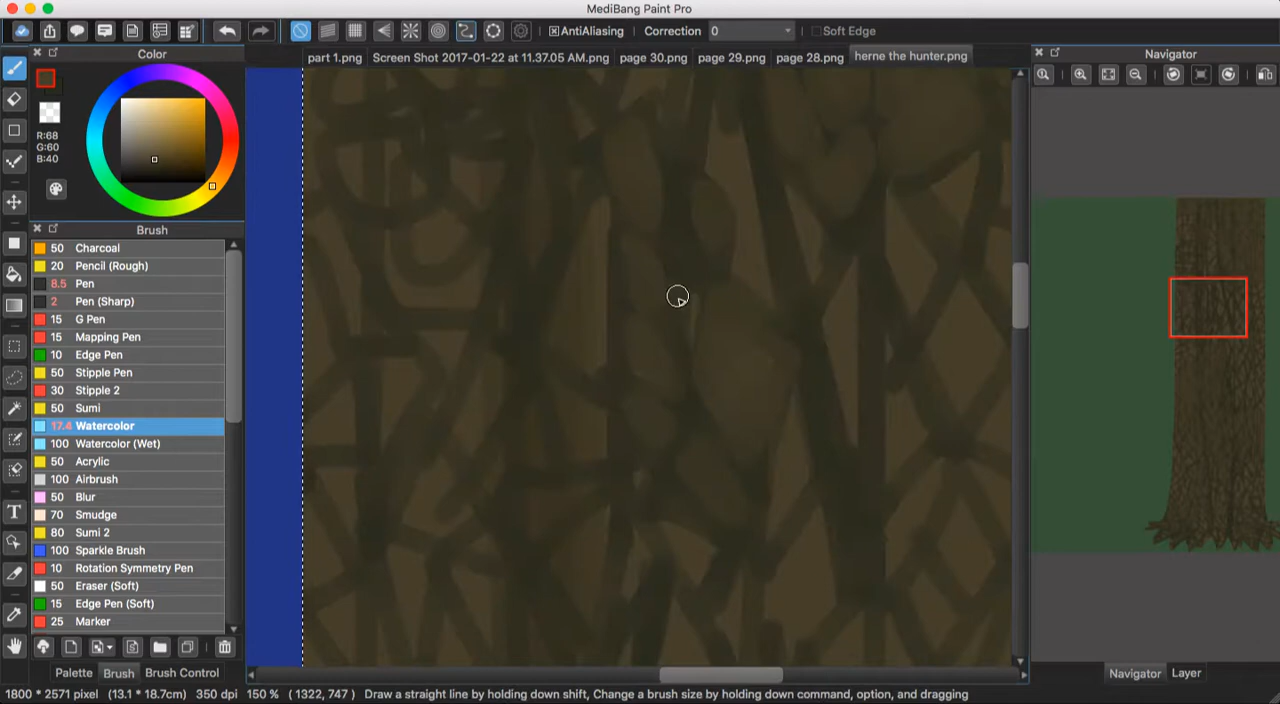 MediBang Paint Pro
AntiAliasing Correction 0 Soft Edge
Color
part 1.png Screen Shot 2017-01-22 at 11.37.05 AM.png page 30.png page 29.png page 28.png herne the hunter.png
Navigator
R:68
G:60
B:40
Brush
50 Charcoal
20 Pencil (Rough)
8.5 Pen
2 Pen (Sharp)
15 G Pen
15 Mapping Pen
10 Edge Pen
50 Stipple Pen
30 Stipple 2
50 Sumi
17.4 Watercolor
100 Watercolor (Wet)
50 Acrylic
100 Airbrush
50 Blur
70 Smudge
80 Sumi 2
100 Sparkle Brush
10 Rotation Symmetry Pen
50 Eraser (Soft)
15 Edge Pen (Soft)
25 Marker
Palette Brush Brush Control
Navigator Layer
1800 * 2571 pixel (13.1 * 18.7cm) 350 dpi 150 % ( 1322, 747 ) Draw a straight line by holding down shift, Change a brush size by holding down command, option, and dragging